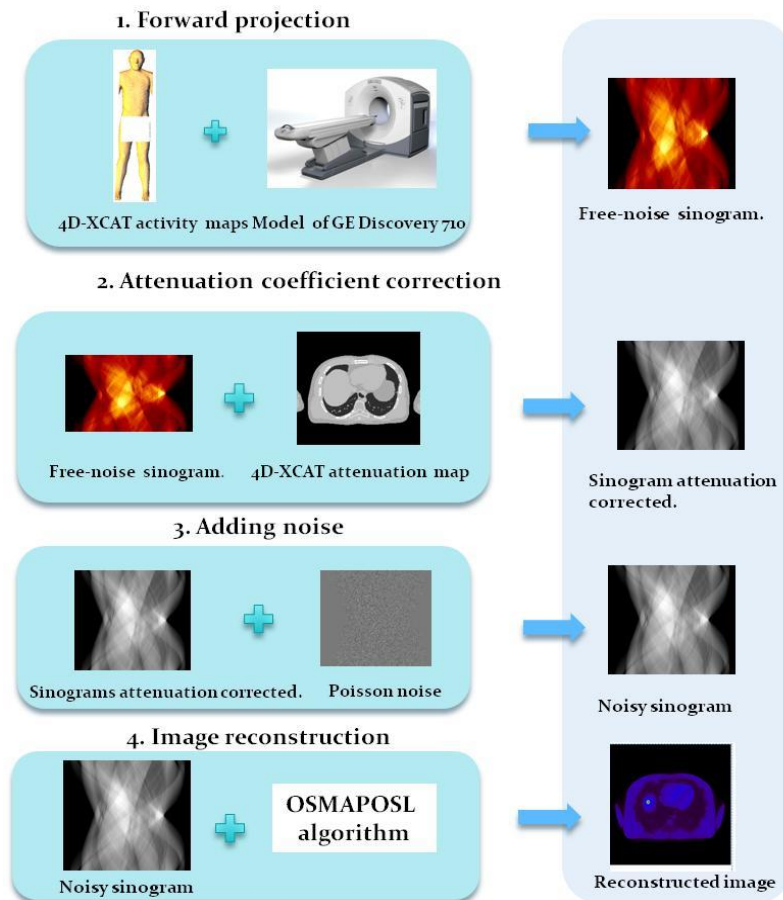 1. Forward projection
4D-XCAT activity maps Model of GE Discovery 710
Free-noise sinogram.
2. Attenuation coefficient correction
Free-noise sinogram.
4D-XCAT attenuation map
Sinogram attenuation
corrected.
3. Adding noise
Sinograms attenuation corrected.
Poisson noise
Noisy sinogram
4. Image reconstruction
OSMAPOSL
algorithm
Noisy sinogram
Reconstructed image